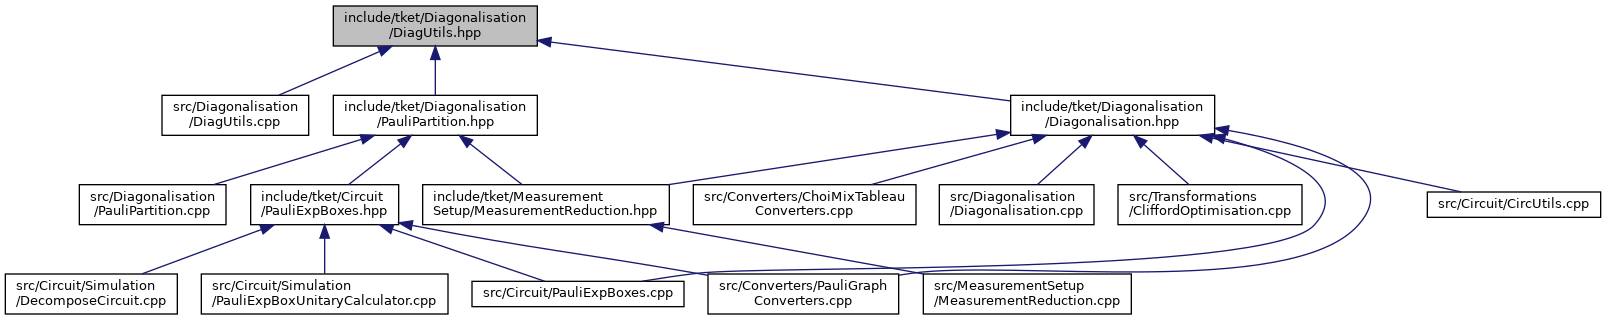 include/tket/Diagonalisation
/DiagUtils.hpp
src/Diagonalisation
/DiagUtils.cpp
include/tket/Diagonalisation
/PauliPartition.hpp
include/tket/Diagonalisation
/Diagonalisation.hpp
src/Diagonalisation
/PauliPartition.cpp
include/tket/Circuit
/PauliExpBoxes.hpp
include/tket/Measurement
Setup/MeasurementReduction.hpp
src/Converters/ChoiMixTableau
Converters.cpp
src/Diagonalisation
/Diagonalisation.cpp
src/Transformations
/CliffordOptimisation.cpp
src/Circuit/CircUtils.cpp
src/Circuit/Simulation
/DecomposeCircuit.cpp
src/Circuit/Simulation
/PauliExpBoxUnitaryCalculator.cpp
src/Circuit/PauliExpBoxes.cpp
src/Converters/PauliGraph
Converters.cpp
src/MeasurementSetup
/MeasurementReduction.cpp